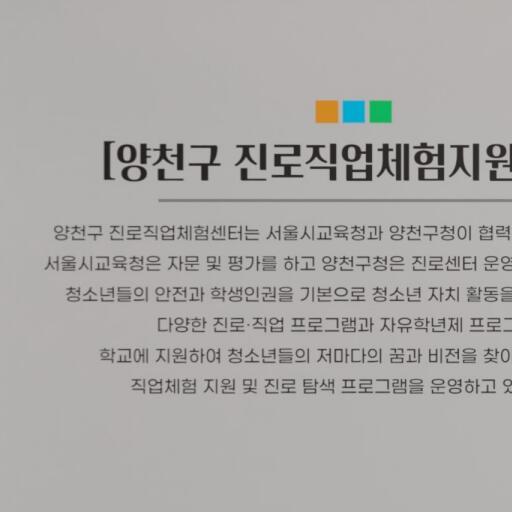 [양천구 진로직업체험지원
양천구 진로직업체험센터는 서울시교육청과 양천구청이 협력
서울시교육청은 자문 및 평가를 하고 양천구청은 진로센터 운영
청소년들의 안전과 학생인권을 기본으로 청소년 자치 활동을
다양한 진로·직업 프로그램과 자유학년제 프로그
학교에 지원하여 청소년들의 저마다의 꿈과 비전을 찾아
직업체험 지원 및 진로 탐색 프로그램을 운영하고